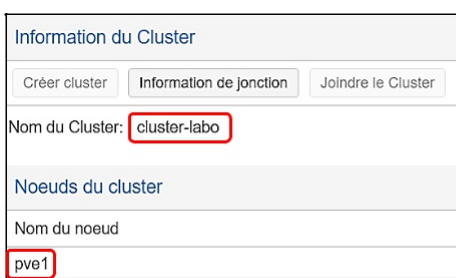 Information du Cluster
Créer cluster Information de jonction Joindre le Cluster
Nom du Cluster: cluster-labo
Noeuds du cluster
Nom du noeud
pve1